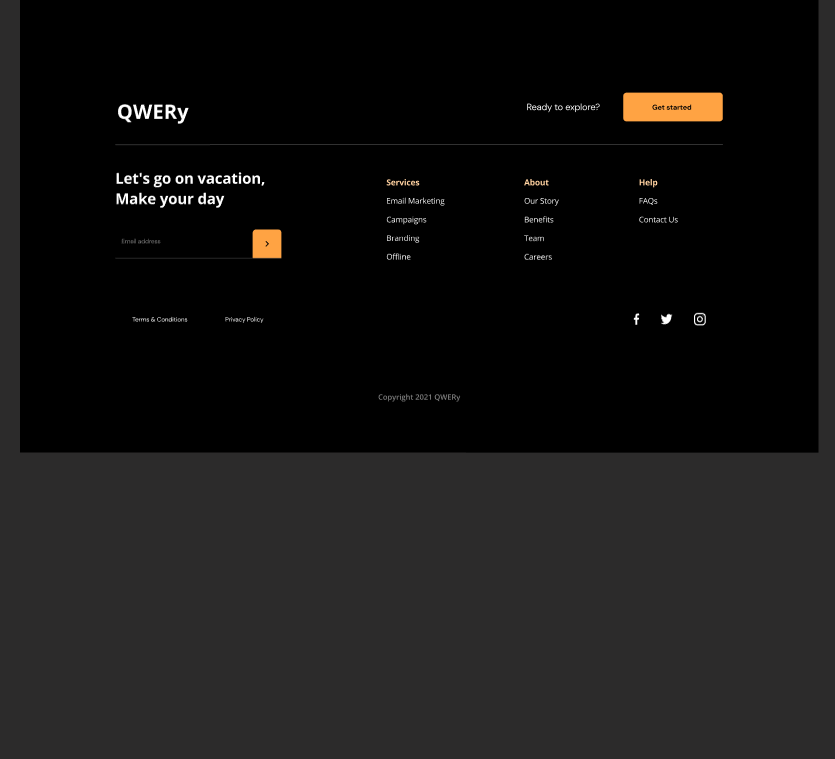 QWERy
Ready to explore?
Get started
Let's go on vacation,
Make your day
Email address
Services
Email Marketing
Campaigns
Branding
Offline
About
Our Story
Benefits
Team
Careers
Help
FAQs
Contact Us
Terms & Conditions
Privacy Policy
Copyright 2021 QWERy